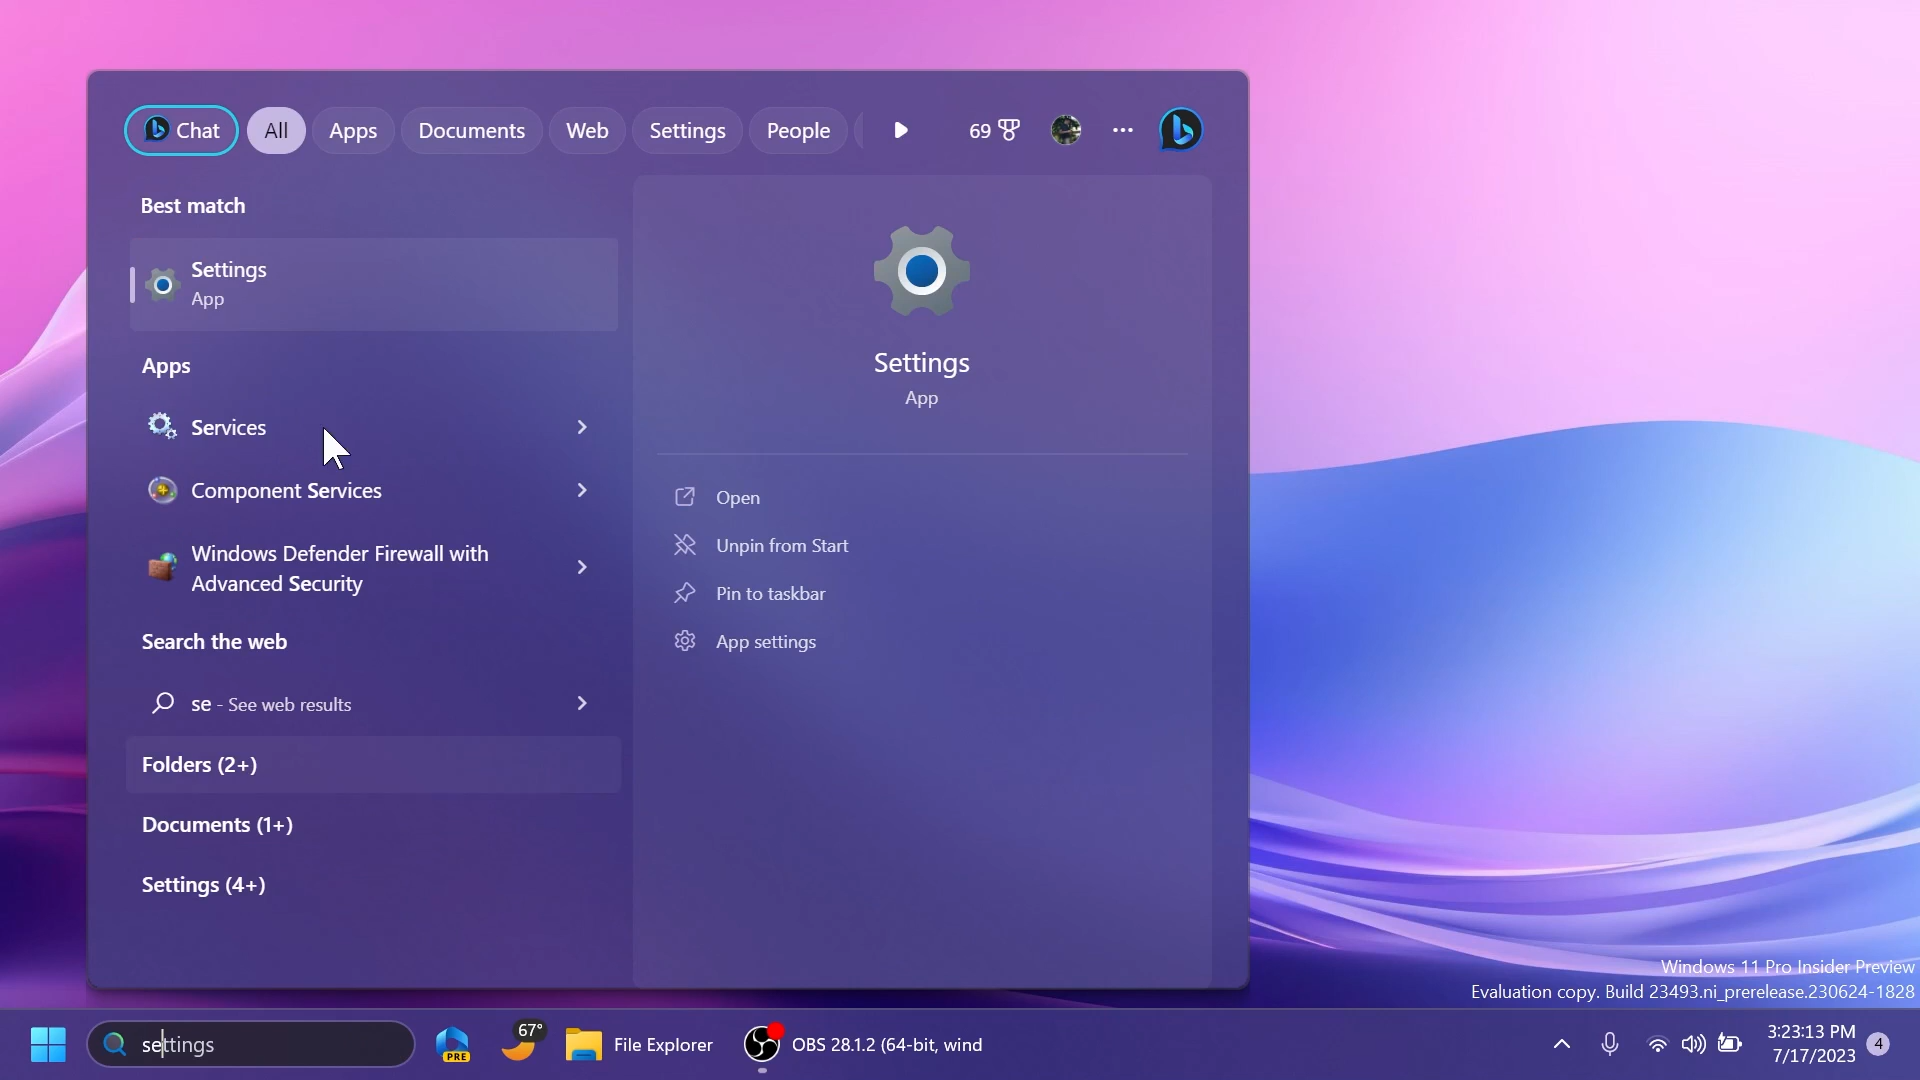 Chat
All
Apps
Documents
Web
Settings
People
69
Best match
Settings
App
Apps
Services
Component Services
Windows Defender Firewall with
Advanced Security
Search the web
se - See web results
Folders (2+)
Documents (1+)
Settings (4+)
Settings
App
Open
Unpin from Start
Pin to taskbar
App settings
Windows 11 Pro Insider Preview
Evaluation copy. Build 23493.ni_prerelease.230624-1828
settings
PRE
67°
File Explorer
OBS 28.1.2 (64-bit, wind
3:23:13 PM
7/17/2023
4